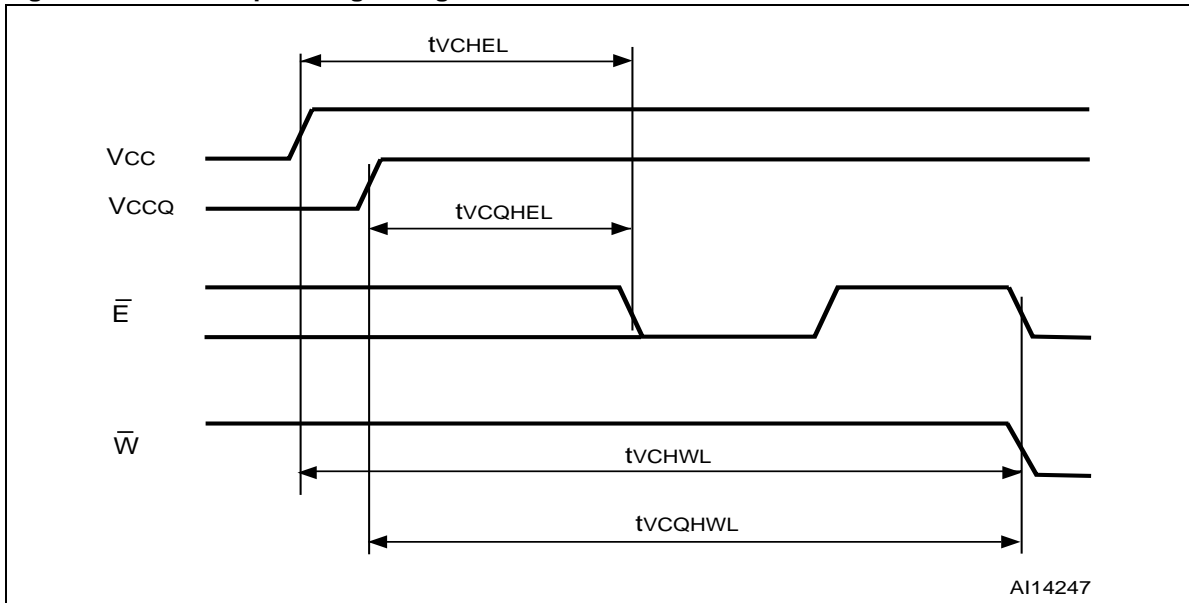 tVCHEL
VCC
VCCQ
tVCQHEL
E̅
W̅
tVCHWL
tVCQHWL
AI14247